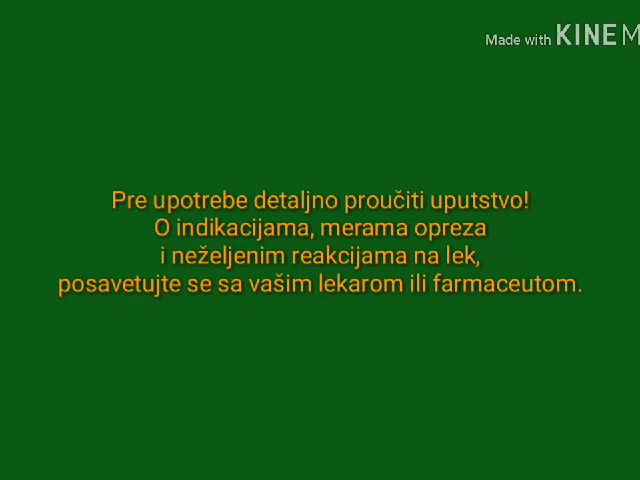 Made with KINEM
Pre upotrebe detaljno proučiti uputstvo!
O indikacijama, merama opreza
i neželjenim reakcijama na lek,
posavetujte se sa vašim lekarom ili farmaceutom.